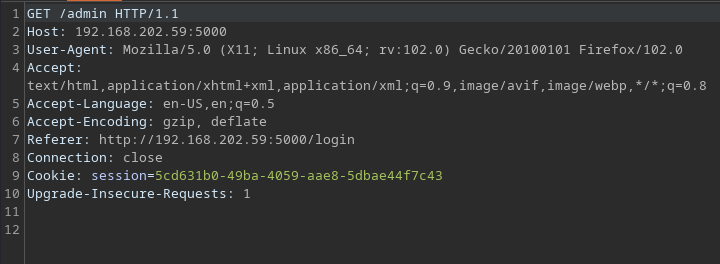 1 GET /admin HTTP/1.1
2 Host: 192.168.202.59:5000
3 User-Agent: Mozilla/5.0 (X11; Linux x86_64; rv:102.0) Gecko/20100101 Firefox/102.0
4 Accept:
text/html,application/xhtml+xml,application/xml;q=0.9,image/avif,image/webp,*/*;q=0.8
5 Accept-Language: en-US,en;q=0.5
6 Accept-Encoding: gzip, deflate
7 Referer: http://192.168.202.59:5000/login
8 Connection: close
9 Cookie: session=5cd631b0-49ba-4059-aae8-5dbae44f7c43
10 Upgrade-Insecure-Requests: 1
11
12